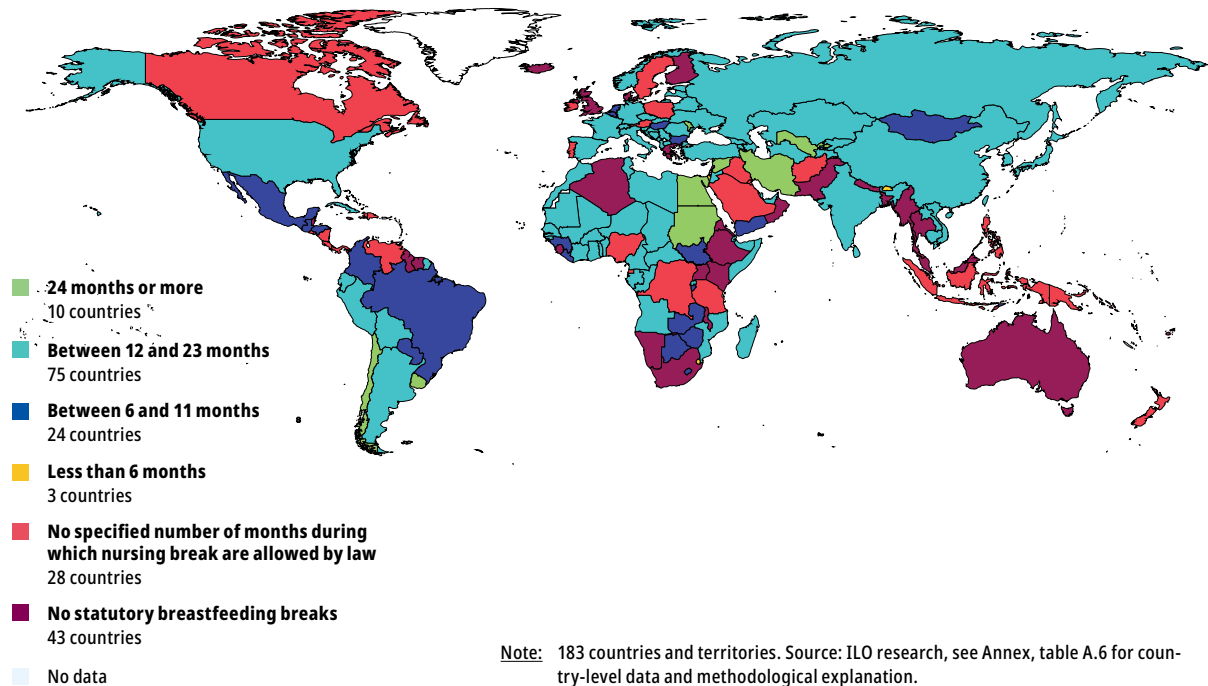 24 months or more
10 countries
Between 12 and 23 months
75 countries
Between 6 and 11 months
24 countries
Less than 6 months
3 countries
No specified number of months during
which nursing break are allowed by law
28 countries
No statutory breastfeeding breaks
43 countries
No data
Note: 183 countries and territories. Source: ILO research, see Annex, table A.6 for coun-
try-level data and methodological explanation.